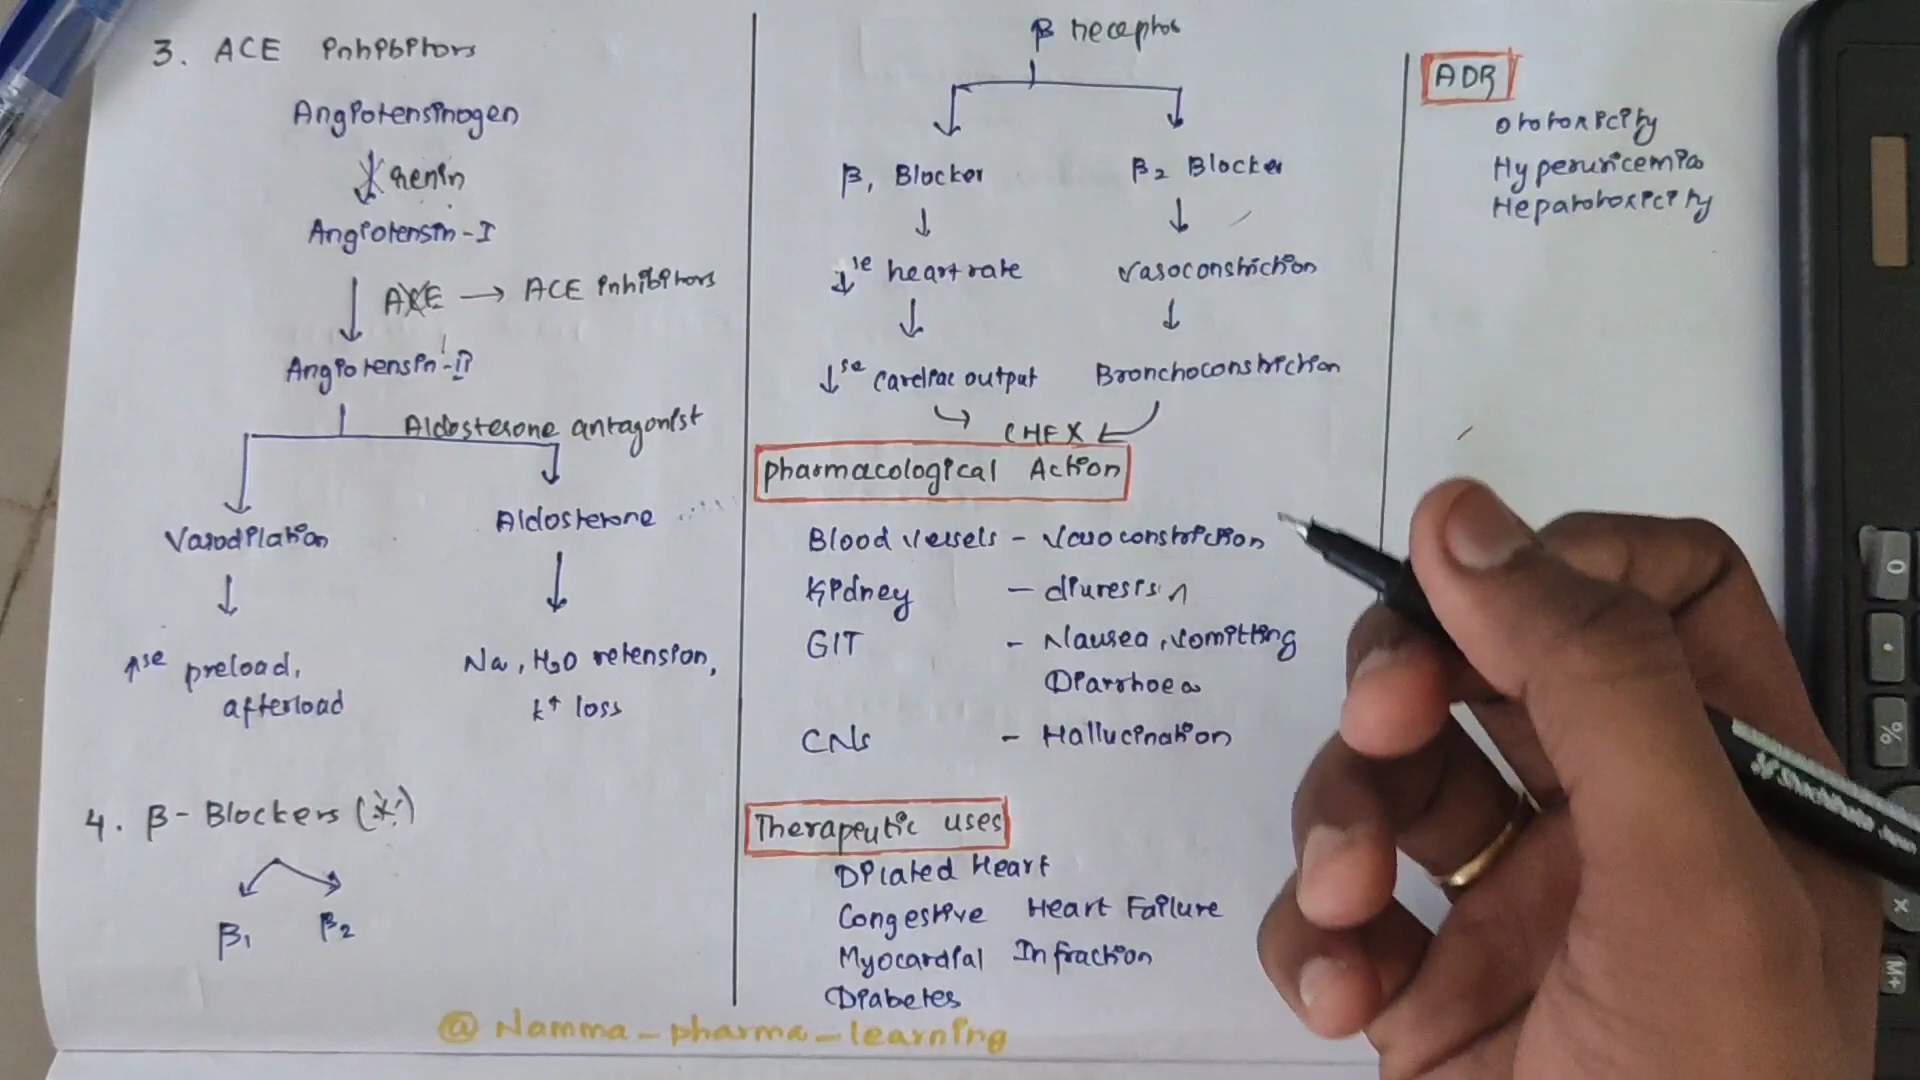 3. ACE Inhibitors
Angiotensinogen
renin
Angiotensin-I
ACE → ACE inhibitors
Angiotensin-II
Aldosterone antagonist
Vasodilation
Aldosterone
↑se preload,
afterload
Na, H2O retension,
k+ loss
4. β-Blockers (*)
β1 β2
β receptor
β1 Blocker
β2 Blocker
↓se heart rate
vasoconstriction
↓se cardiac output
Bronchoconstriction
CHF X
pharmacological Action
Blood vessels - Vasoconstriction
Kidney - diuresis
GIT - Nausea, vomitting
Diarrhoea
CNS - Hallucination
Therapeutic uses
Dilated Heart
Congestive Heart Failure
Myocardial Infraction
Diabetes
@Namma_pharma_learning
ADR
Ototoxicity
Hyperuricemia
Hepatotoxicity
0
.
%
X
M+